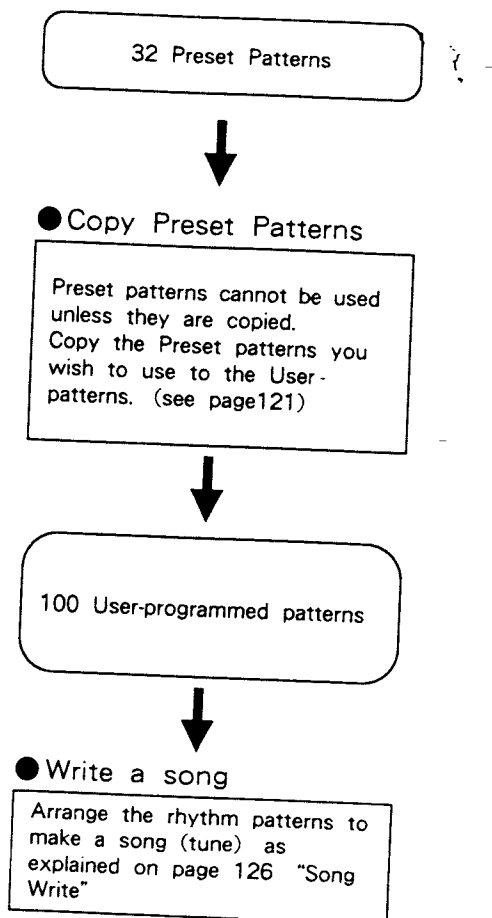 32 Preset Patterns
●Copy Preset Patterns
Preset patterns cannot be used
unless they are copied.
Copy the Preset patterns you
wish to use to the User-
patterns. (see page121)
100 User-programmed patterns
●Write a song
Arrange the rhythm patterns to
make a song (tune) as
explained on page 126 "Song
Write"